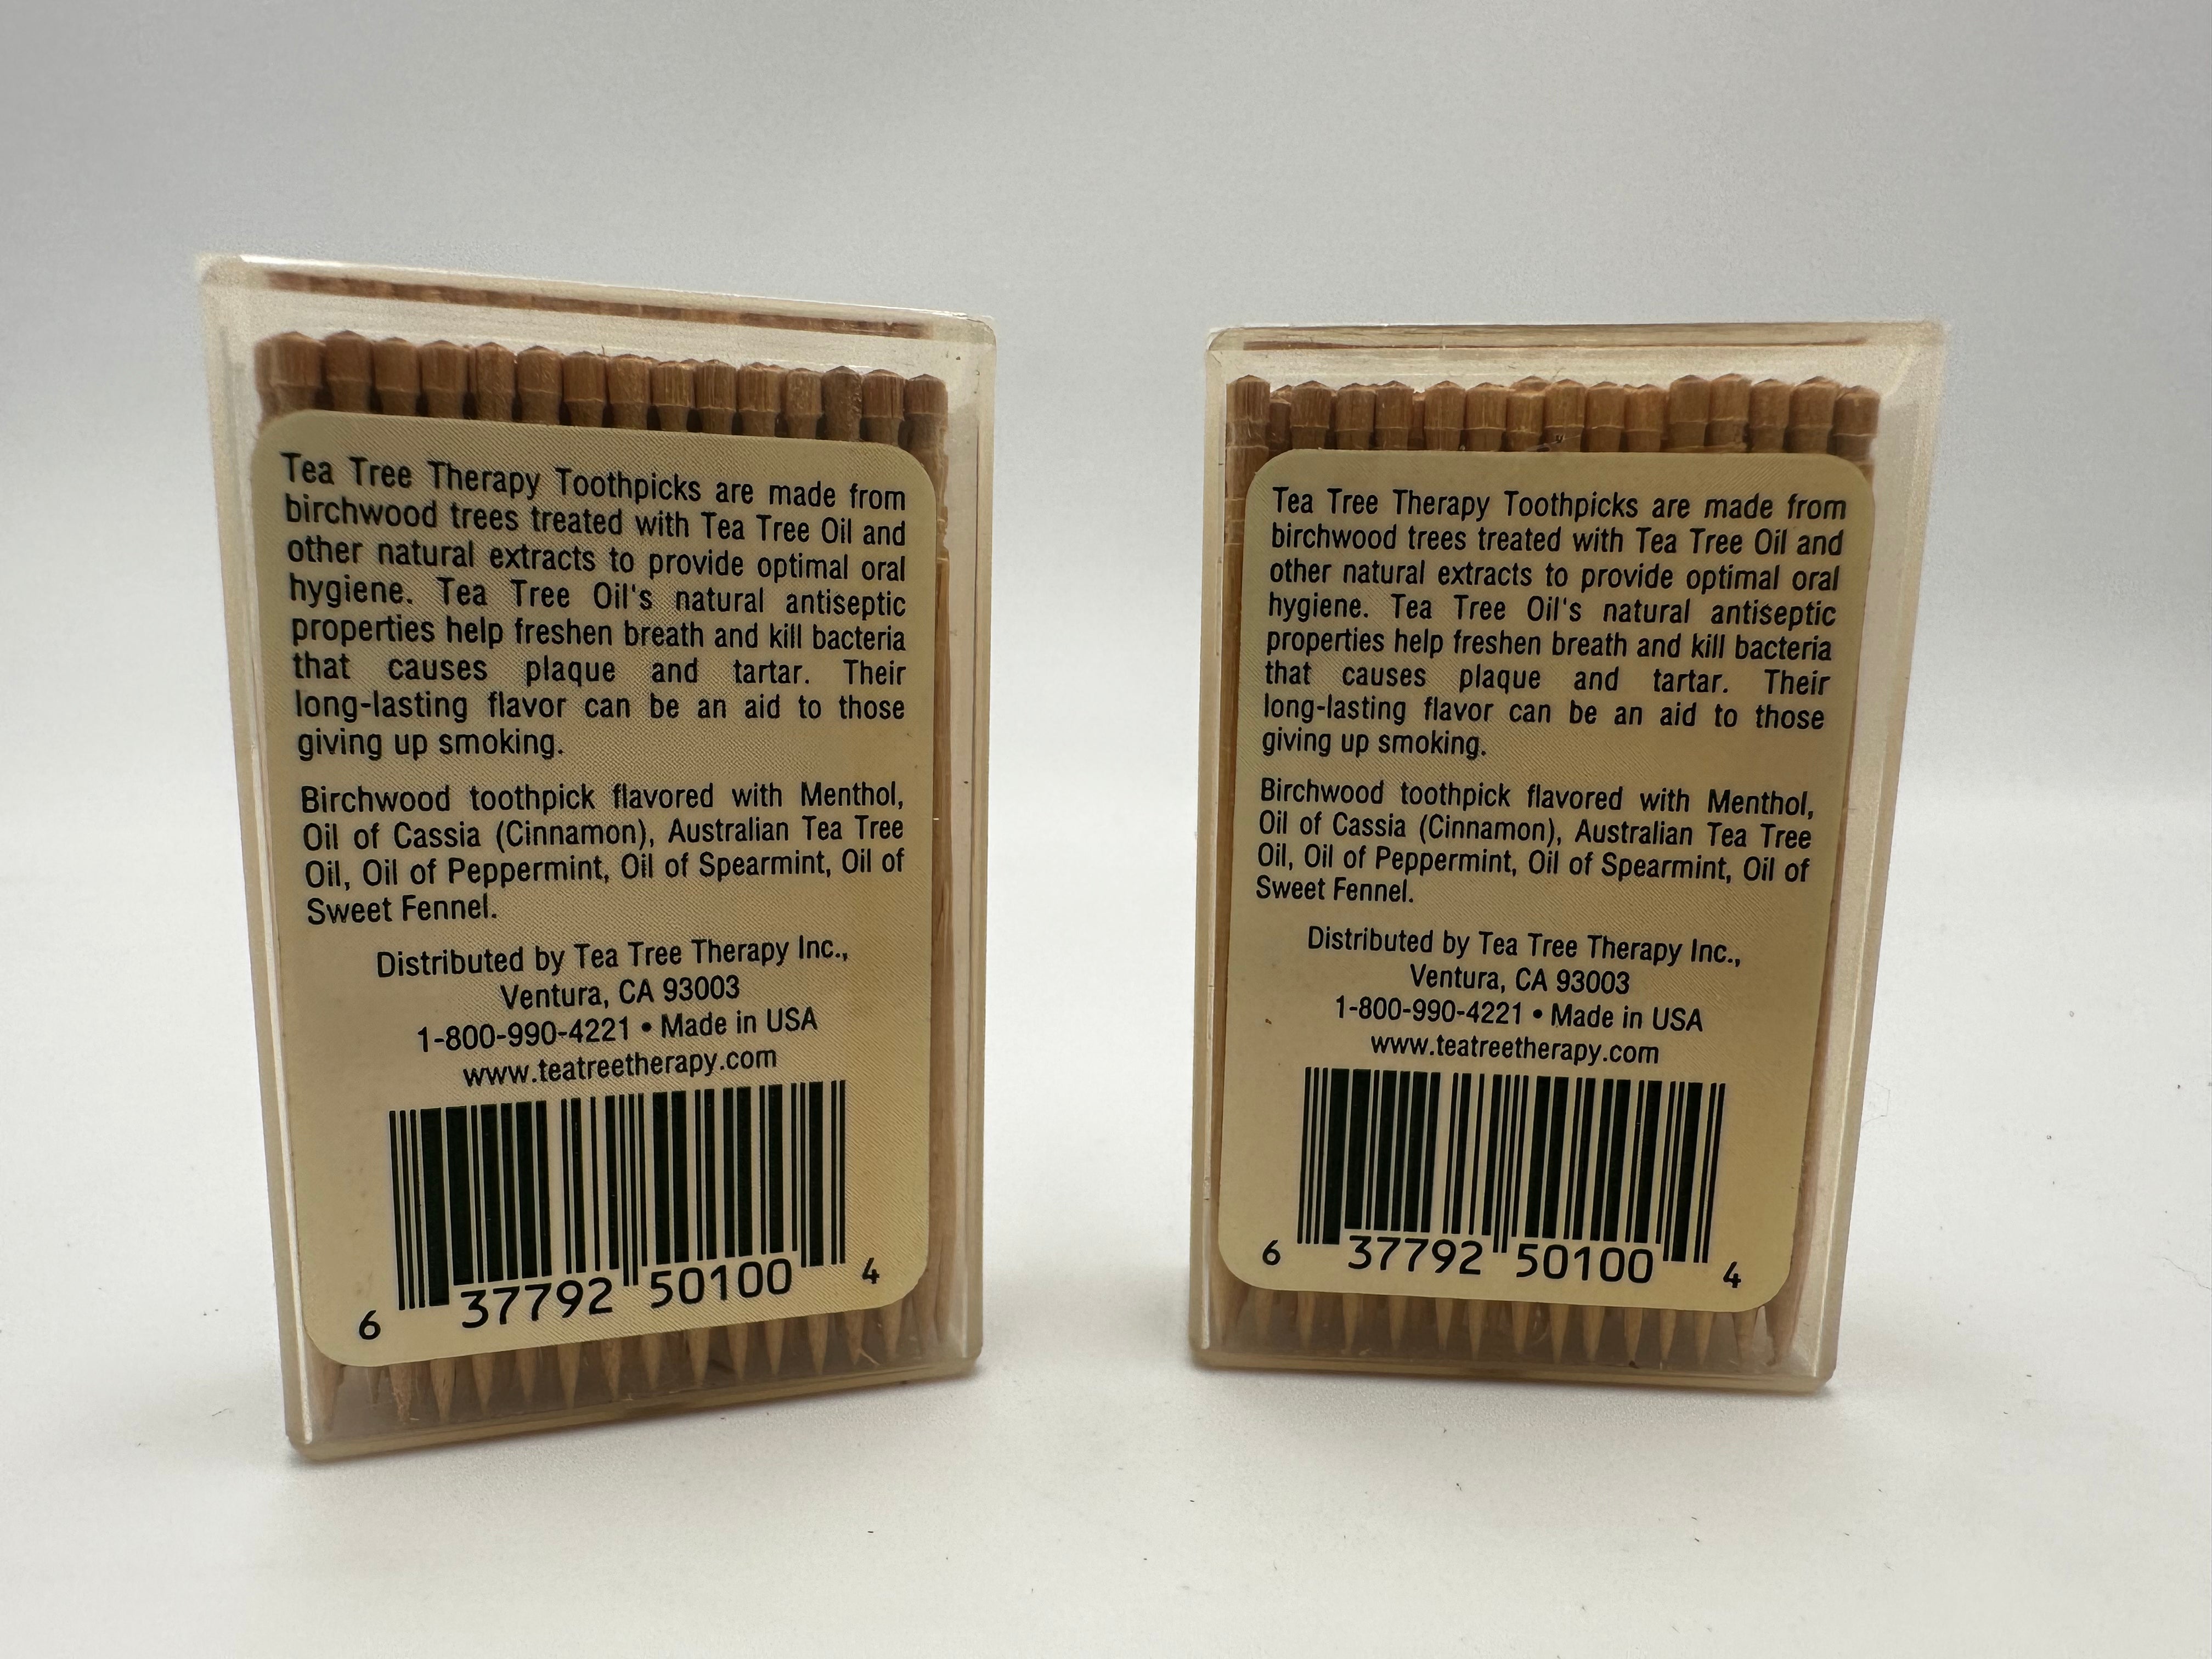 Tea Tree Therapy Toothpicks are made from
birchwood trees treated with Tea Tree Oil and
other natural extracts to provide optimal oral
hygiene. Tea Tree Oil's natural antiseptic
properties help freshen breath and kill bacteria
that causes plaque and tartar. Their
long-lasting flavor can be an aid to those
giving up smoking.
Birchwood toothpick flavored with Menthol,
Oil of Cassia (Cinnamon), Australian Tea Tree
Oil, Oil of Peppermint, Oil of Spearmint, Oil of
Sweet Fennel.
Distributed by Tea Tree Therapy Inc.,
Ventura, CA 93003
1-800-990-4221 • Made in USA
www.teatreetherapy.com
6 37792 50100 4
Tea Tree Therapy Toothpicks are made from
birchwood trees treated with Tea Tree Oil and
other natural extracts to provide optimal oral
hygiene. Tea Tree Oil's natural antiseptic
properties help freshen breath and kill bacteria
that causes plaque and tartar. Their
long-lasting flavor can be an aid to those
giving up smoking.
Birchwood toothpick flavored with Menthol,
Oil of Cassia (Cinnamon), Australian Tea Tree
Oil, Oil of Peppermint, Oil of Spearmint, Oil of
Sweet Fennel.
Distributed by Tea Tree Therapy Inc.,
Ventura, CA 93003
1-800-990-4221 • Made in USA
www.teatreetherapy.com
6 37792 50100 4